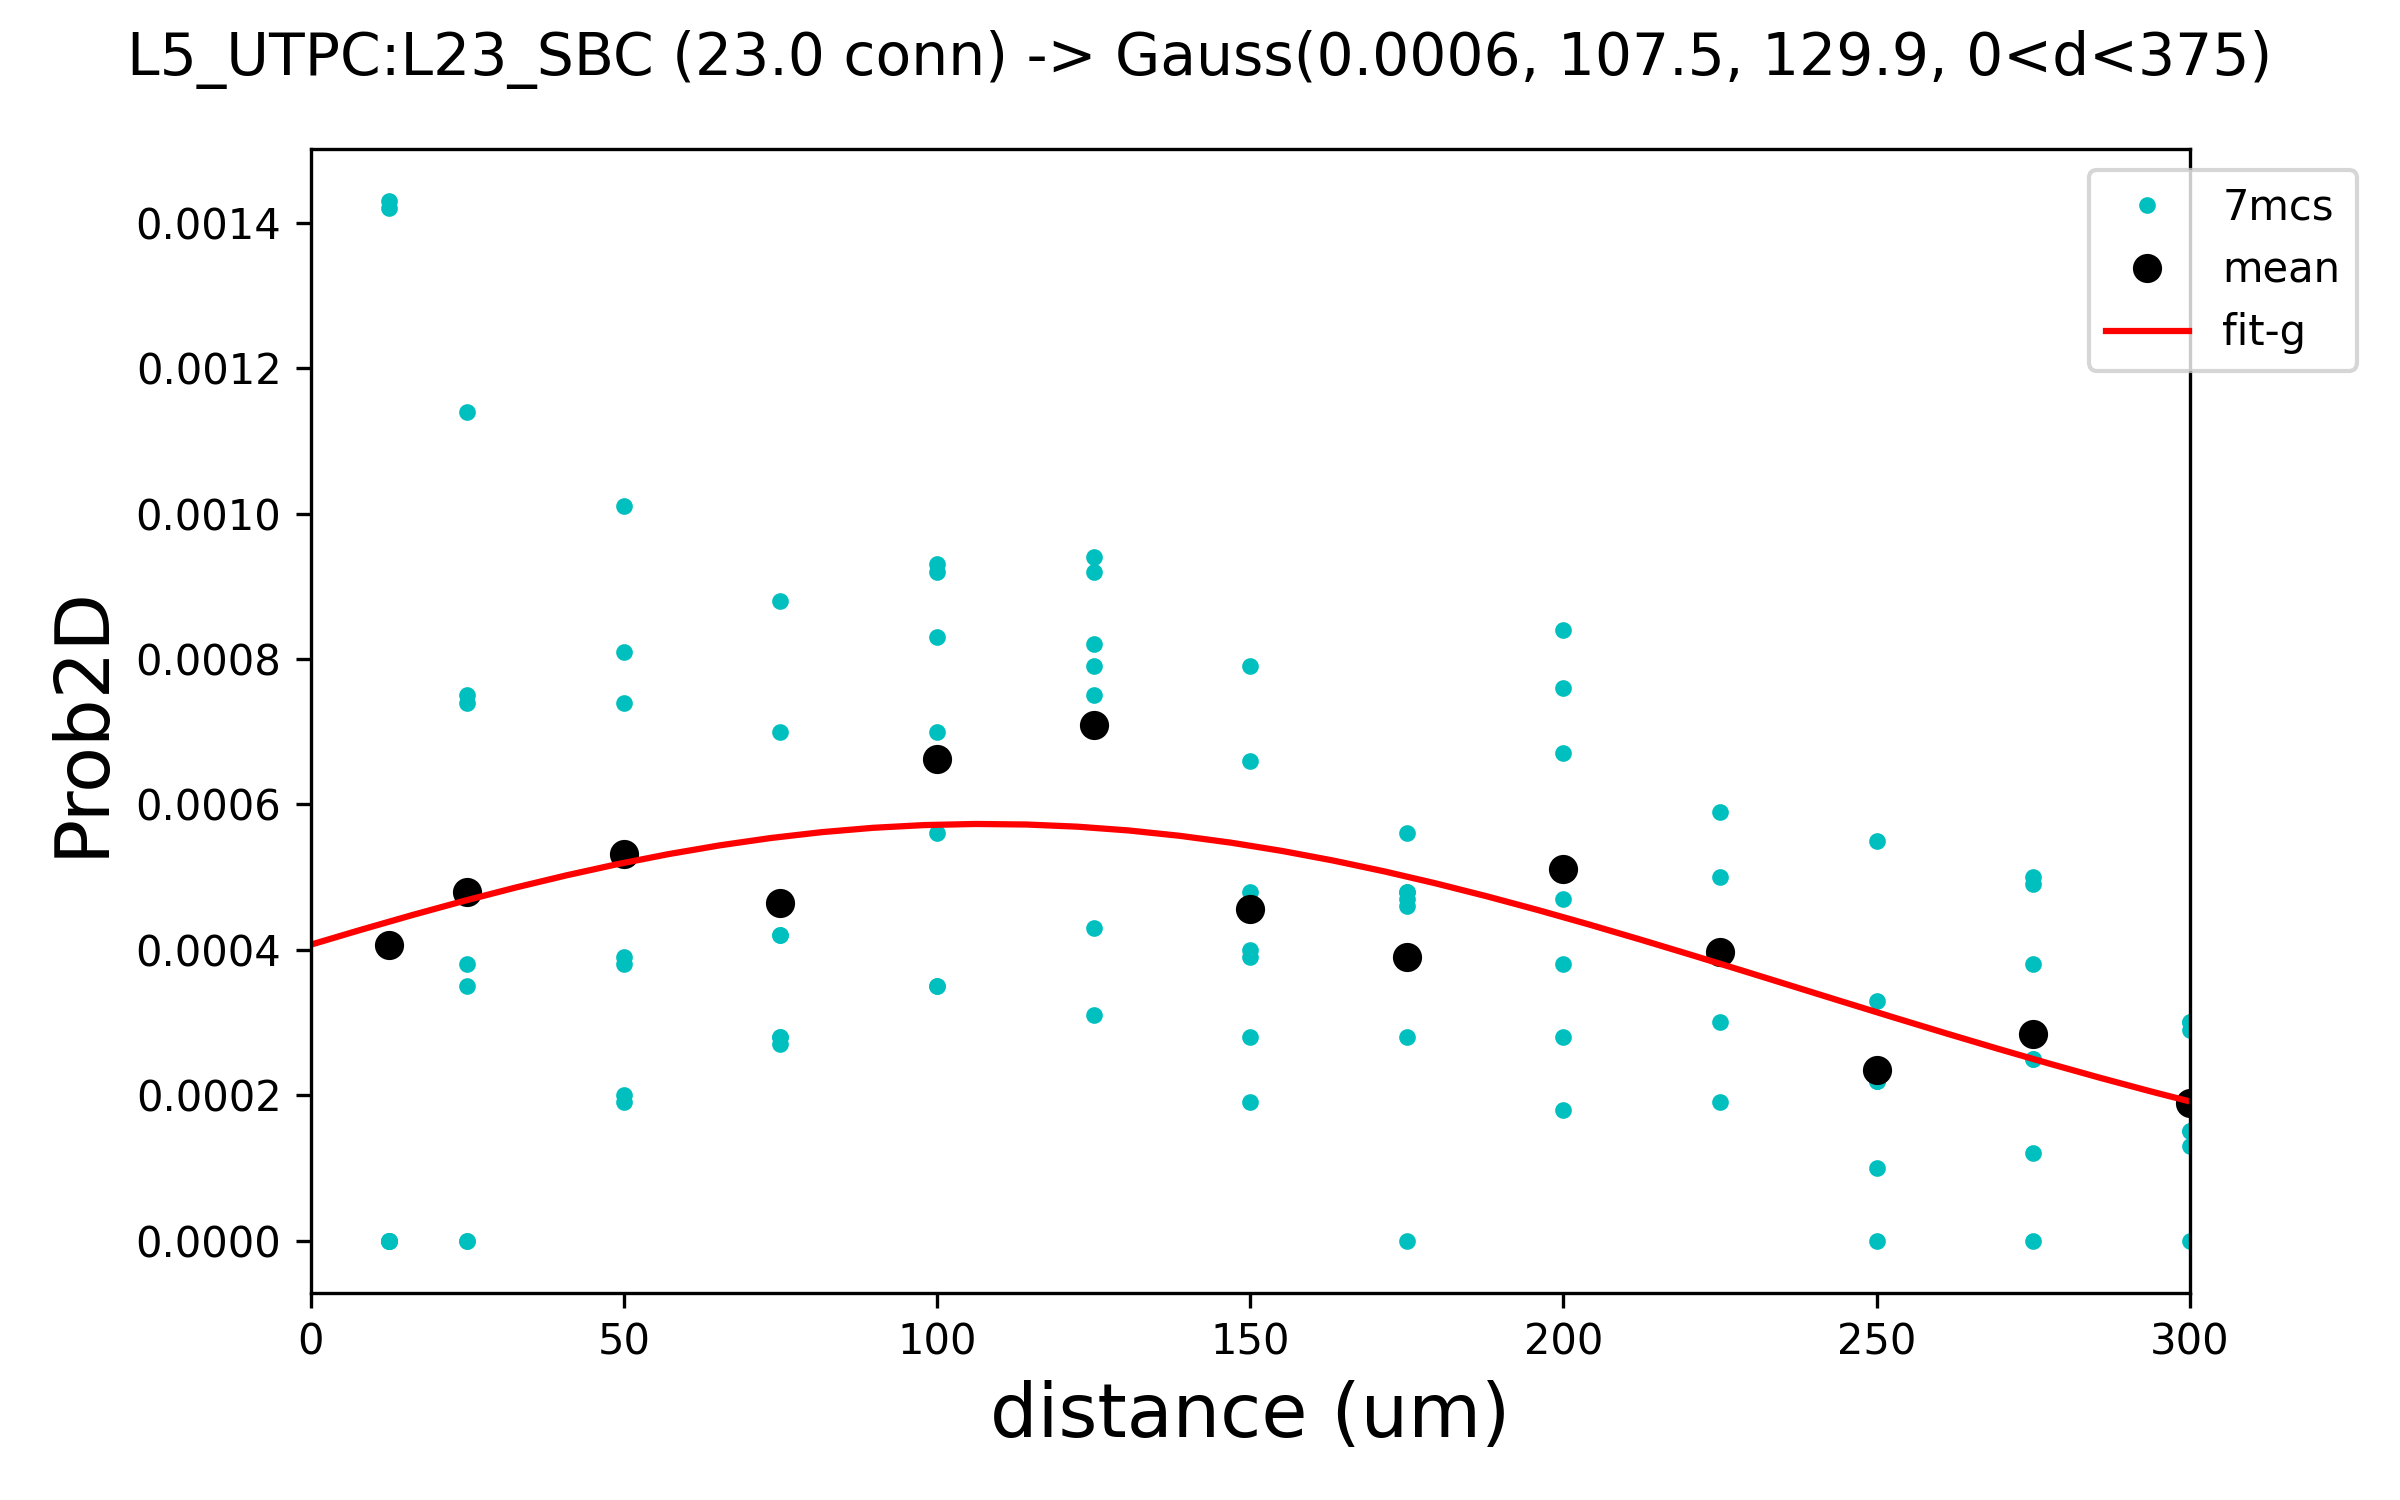 L5_UTPC:L23_SBC (23.0 conn) -> Gauss(0.0006, 107.5, 129.9, 0<d<375)
7mcs
mean
fit-g
Prob2D
0.0014
0.0012
0.0010
0.0008
0.0006
0.0004
0.0002
0.0000
0 50 100 150 200 250 300
distance (um)